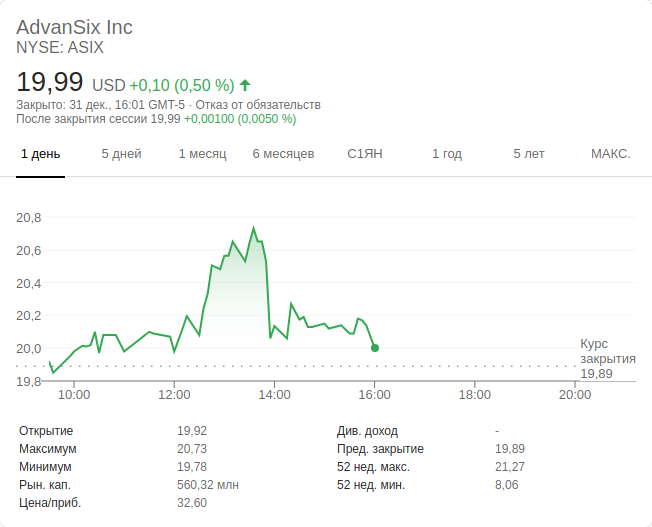 AdvanSix Inc
NYSE: ASIX
19,99 USD +0,10 (0,50 %)
Закрыто: 31 дек., 16:01 GMT-5 · Отказ от обязательств
После закрытия сессии 19,99 +0,00100 (0,0050 %)
1 день 5 дней 1 месяц 6 месяцев С1ЯН 1 год 5 лет МАКС.
20,8
20,6
20,4
20,2
20,0
19,8
Курс
закрытия
19,89
10:00 12:00 14:00 16:00 18:00 20:00
Открытие 19,92 Див. доход -
Максимум 20,73 Пред. закрытие 19,89
Минимум 19,78 52 нед. макс. 21,27
Рын. кап. 560,32 млн 52 нед. мин. 8,06
Цена/приб. 32,60